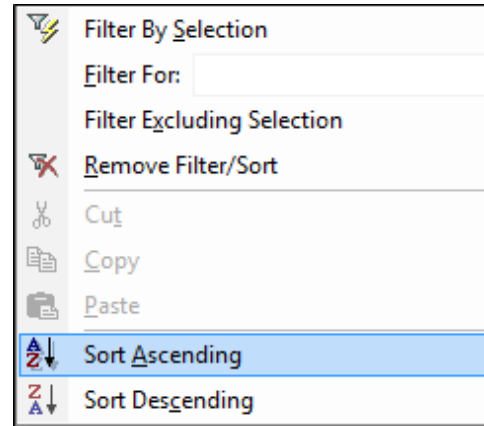 Filter By Selection
Filter For:
Filter Excluding Selection
Remove Filter/Sort
Cut
Copy
Paste
Sort Ascending
Sort Descending